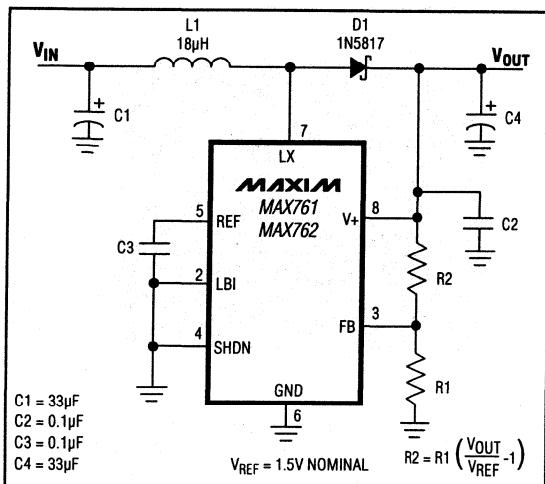 L1
18µH
D1
1N5817
VIN
VOUT
+
C1
+
C4
7
LX
MAXIM
MAX761
MAX762
5
REF
8
V+
C2
C3
2
LBI
R2
3
FB
4
SHDN
R1
GND
6
C1 = 33µF
C2 = 0.1µF
C3 = 0.1µF
C4 = 33µF
VREF = 1.5V NOMINAL
R2 = R1 (VOUT/VREF -1)